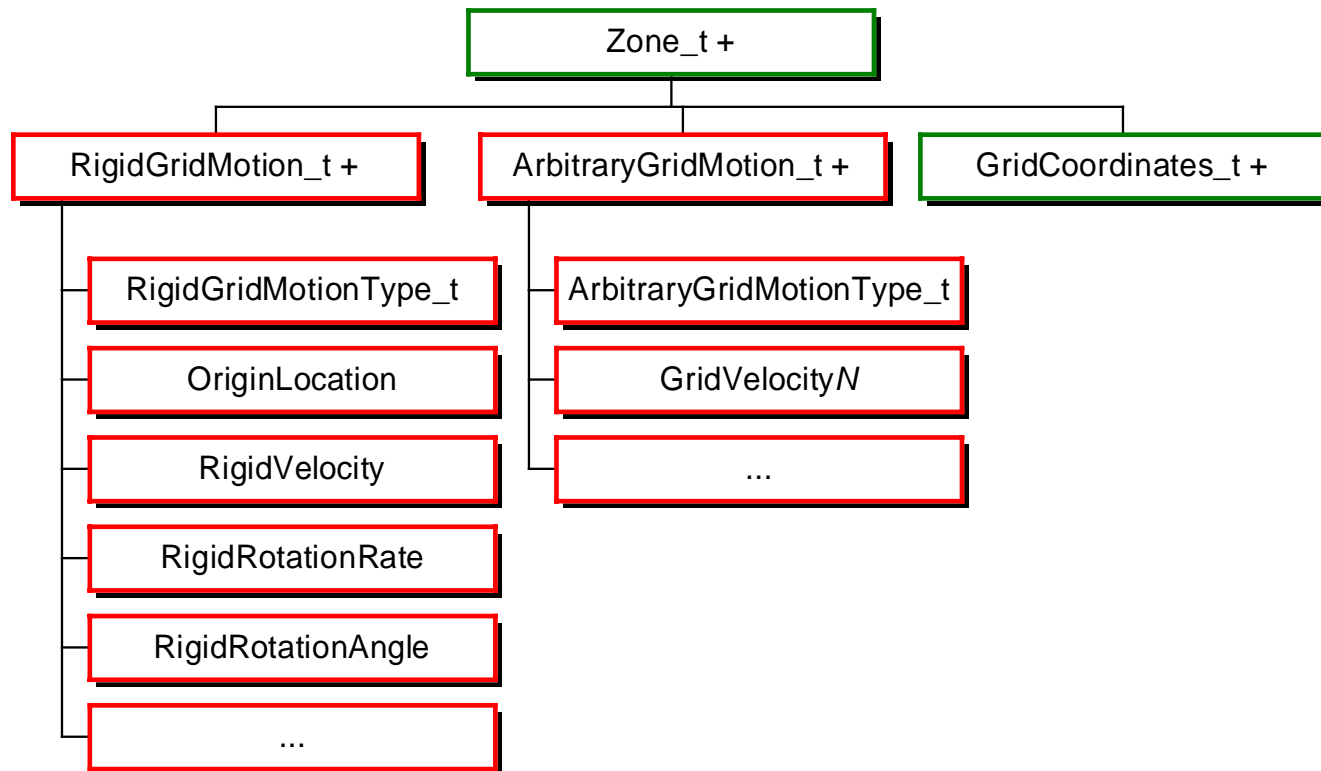 Zone_t +
RigidGridMotion_t +
ArbitraryGridMotion_t +
GridCoordinates_t +
RigidGridMotionType_t
ArbitraryGridMotionType_t
OriginLocation
GridVelocityN
RigidVelocity
...
RigidRotationRate
RigidRotationAngle
...